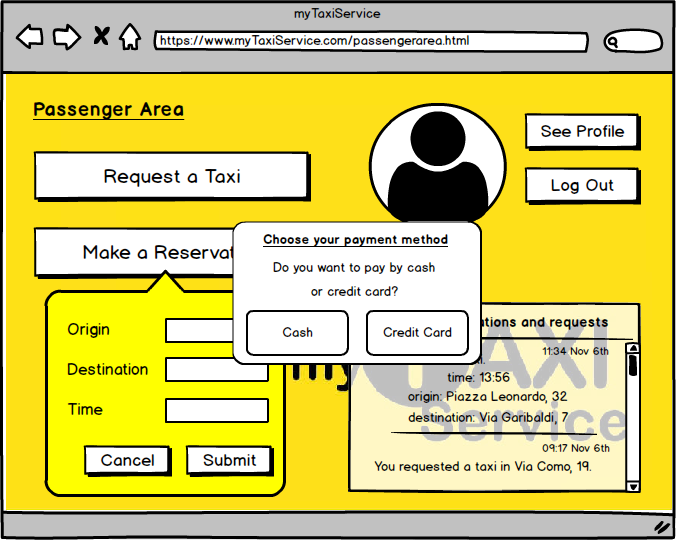 myTaxiService
https://www.myTaxiService.com/passengerarea.html
Passenger Area
See Profile
Request a Taxi
Log Out
Make a Reservat
Choose your payment method
Do you want to pay by cash
or credit card?
Cash
Credit Card
Origin
Destination
Time
Cancel
Submit
my TAXI
Service
tions and requests
11:34 Nov 6th
time: 13:56
origin: Piazza Leonardo, 32
destination: Via Garibaldi, 7
09:17 Nov 6th
You requested a taxi in Via Como, 19.